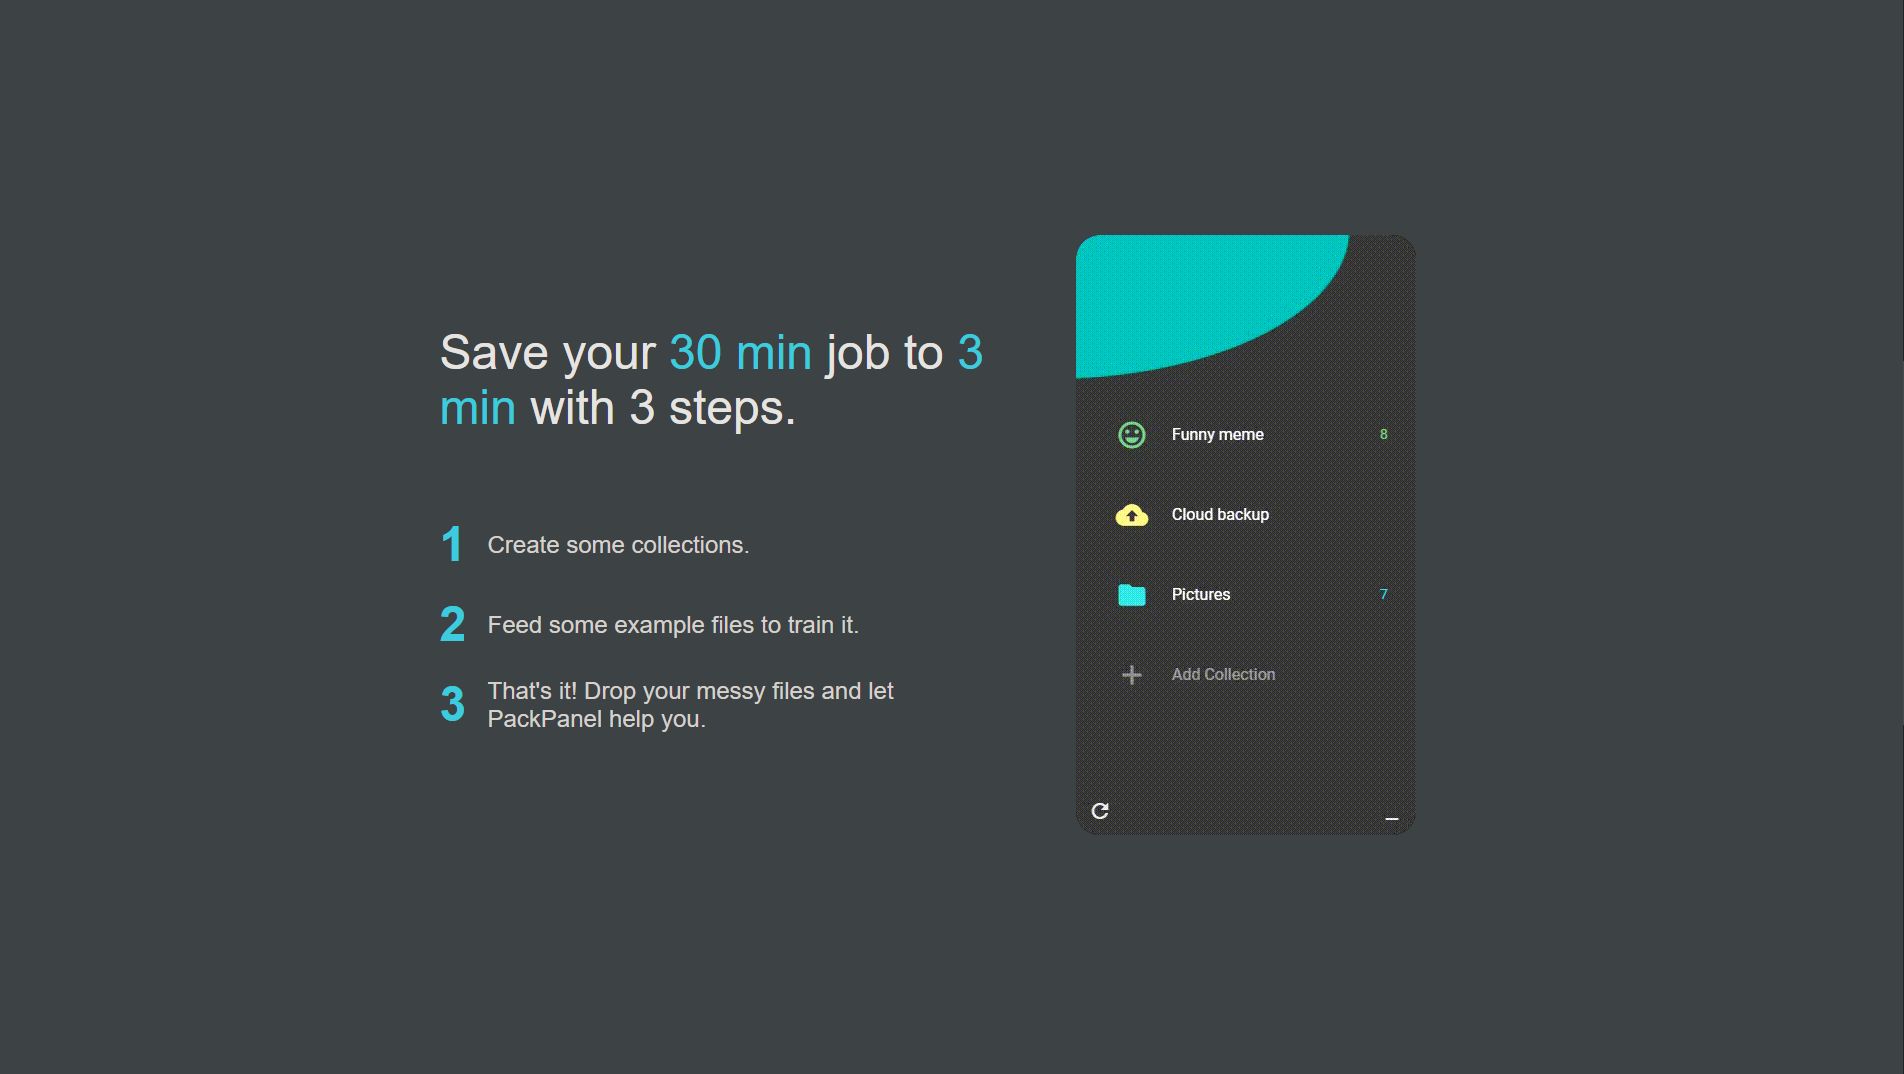 Save your 30 min job to 3
min with 3 steps.
1 Create some collections.
2 Feed some example files to train it.
3 That's it! Drop your messy files and let
PackPanel help you.
Funny meme 8
Cloud backup
Pictures 7
Add Collection